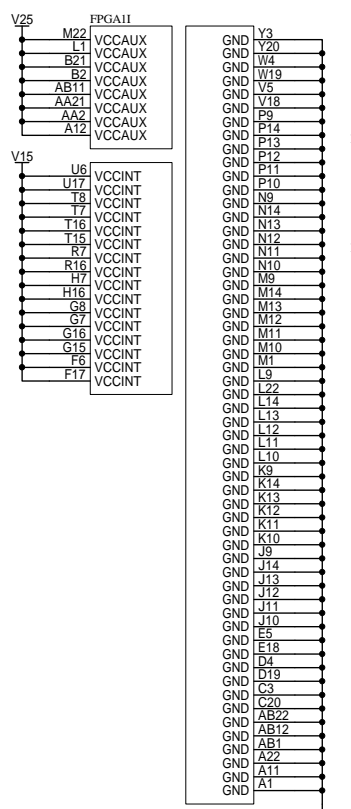 V25
FPGA1I
M22 VCCAUX
L1 VCCAUX
B21 VCCAUX
B2 VCCAUX
AB11 VCCAUX
AA21 VCCAUX
AA2 VCCAUX
A12 VCCAUX
V15
U6 VCCINT
U17 VCCINT
T8 VCCINT
T7 VCCINT
T16 VCCINT
T15 VCCINT
R7 VCCINT
R16 VCCINT
H7 VCCINT
H16 VCCINT
G8 VCCINT
G7 VCCINT
G16 VCCINT
G15 VCCINT
F6 VCCINT
F17 VCCINT
GND Y3
GND Y20
GND W4
GND W19
GND V5
GND V18
GND P9
GND P14
GND P13
GND P12
GND P11
GND P10
GND N9
GND N14
GND N13
GND N12
GND N11
GND N10
GND M9
GND M14
GND M13
GND M12
GND M11
GND M10
GND M1
GND L9
GND L22
GND L14
GND L13
GND L12
GND L11
GND L10
GND K9
GND K14
GND K13
GND K12
GND K11
GND K10
GND J9
GND J14
GND J13
GND J12
GND J11
GND J10
GND E5
GND E18
GND D4
GND D19
GND C3
GND C20
GND AB22
GND AB12
GND AB1
GND A22
GND A11
GND A1